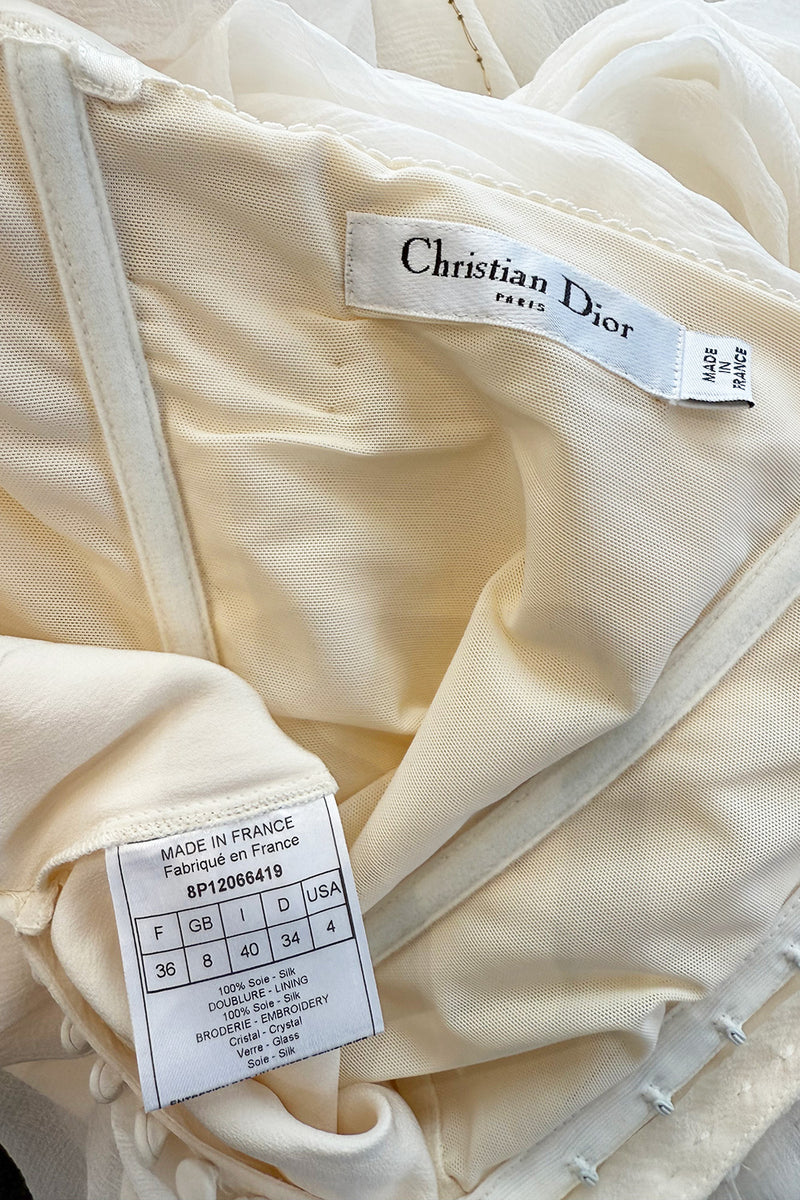 Christian Dior
PARIS
MADE
IN
FRANCE
MADE IN FRANCE
Fabriqué en France
8P12066419
F GB I D USA
36 8 40 34 4
100% Soie - Silk
DOUBLURE - LINING
100% Soie - Silk
BRODERIE - EMBROIDERY
Cristal - Crystal
Verre - Glass
Soie - Silk